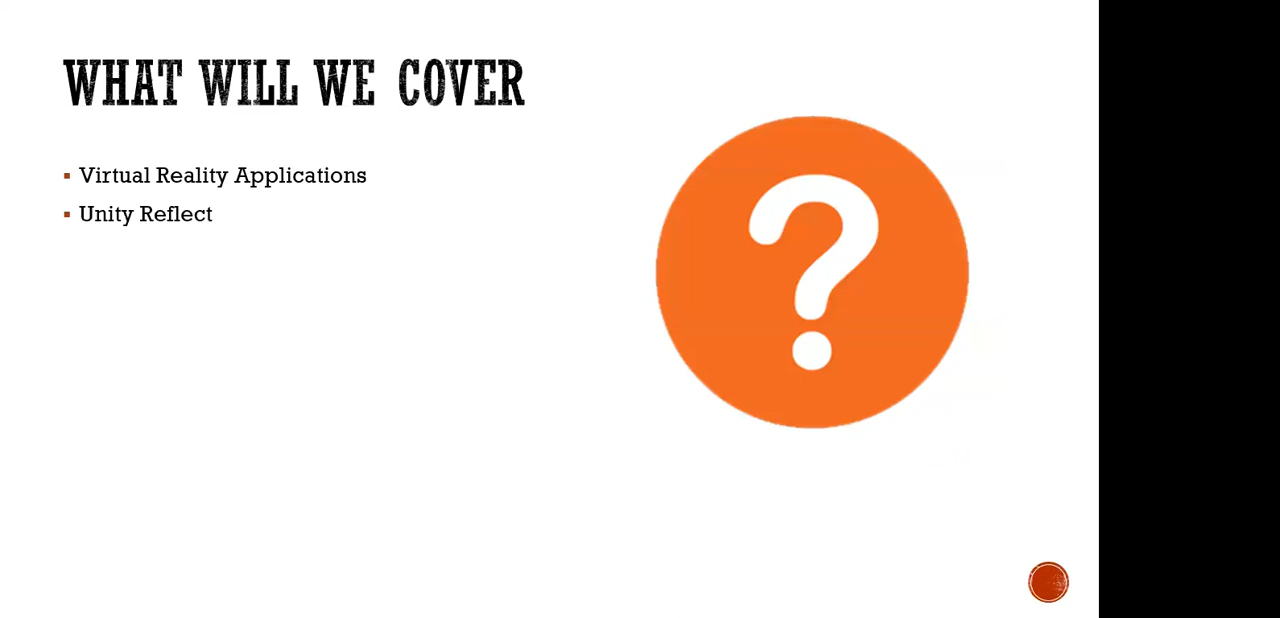 WHAT WILL WE COVER
▪ Virtual Reality Applications
▪ Unity Reflect
?